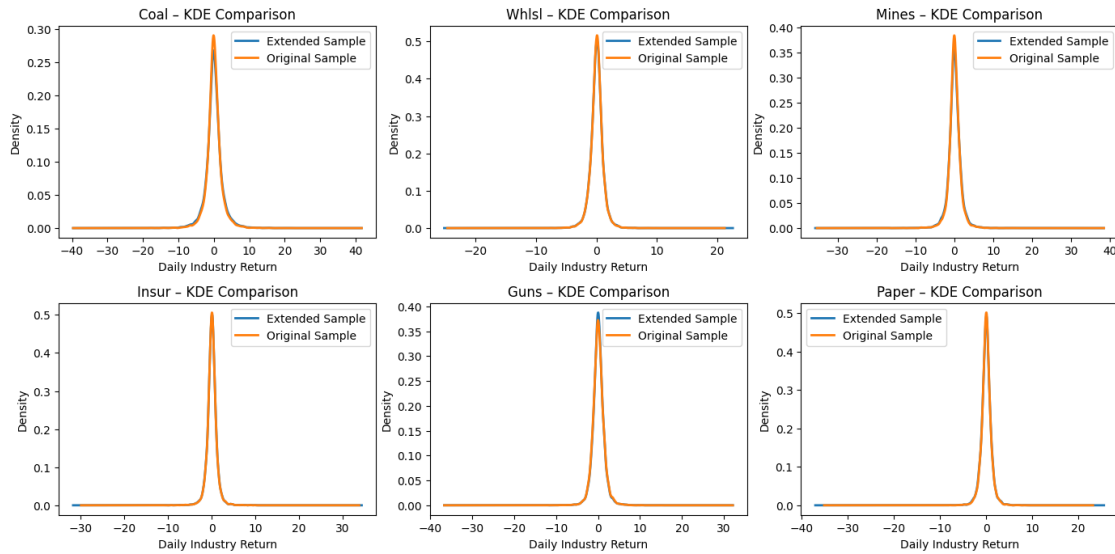 Coal – KDE Comparison
Extended Sample
Original Sample
Density
0.30
0.25
0.20
0.15
0.10
0.05
0.00
−40 −30 −20 −10 0 10 20 30 40
Daily Industry Return
Whlsl – KDE Comparison
Extended Sample
Original Sample
Density
0.5
0.4
0.3
0.2
0.1
0.0
−20 −10 0 10 20
Daily Industry Return
Mines – KDE Comparison
Extended Sample
Original Sample
Density
0.40
0.35
0.30
0.25
0.20
0.15
0.10
0.05
0.00
−30 −20 −10 0 10 20 30 40
Daily Industry Return
Insur – KDE Comparison
Extended Sample
Original Sample
Density
0.5
0.4
0.3
0.2
0.1
0.0
−30 −20 −10 0 10 20 30
Daily Industry Return
Guns – KDE Comparison
Extended Sample
Original Sample
Density
0.40
0.35
0.30
0.25
0.20
0.15
0.10
0.05
0.00
−40 −30 −20 −10 0 10 20 30
Daily Industry Return
Paper – KDE Comparison
Extended Sample
Original Sample
Density
0.5
0.4
0.3
0.2
0.1
0.0
−40 −30 −20 −10 0 10 20
Daily Industry Return